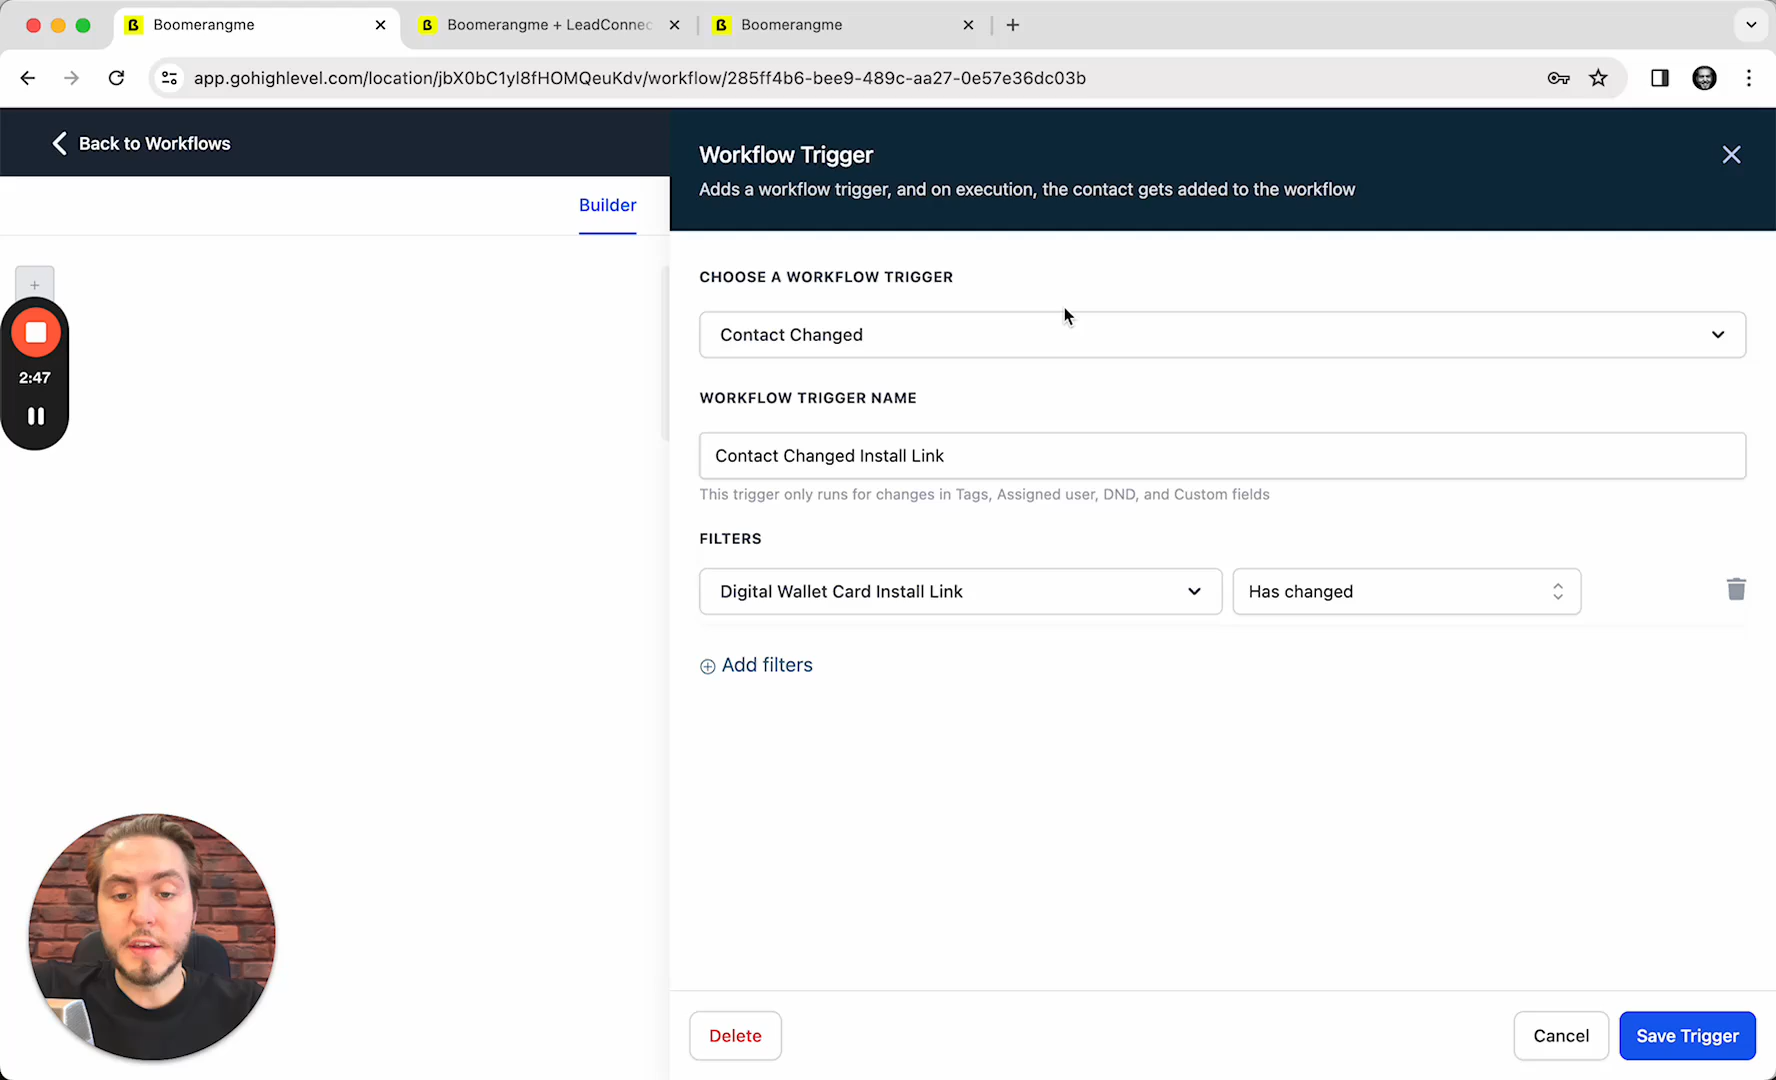 Boomerangme
Boomerangme + LeadConnec
Boomerangme
app.gohighlevel.com/location/jbX0bC1yl8fHOMQeuKdv/workflow/285ff4b6-bee9-489c-aa27-0e57e36dc03b
Back to Workflows
Workflow Trigger
Adds a workflow trigger, and on execution, the contact gets added to the workflow
Builder
CHOOSE A WORKFLOW TRIGGER
Contact Changed
2:47
WORKFLOW TRIGGER NAME
Contact Changed Install Link
This trigger only runs for changes in Tags, Assigned user, DND, and Custom fields
FILTERS
Digital Wallet Card Install Link
Has changed
Add filters
Delete
Cancel
Save Trigger